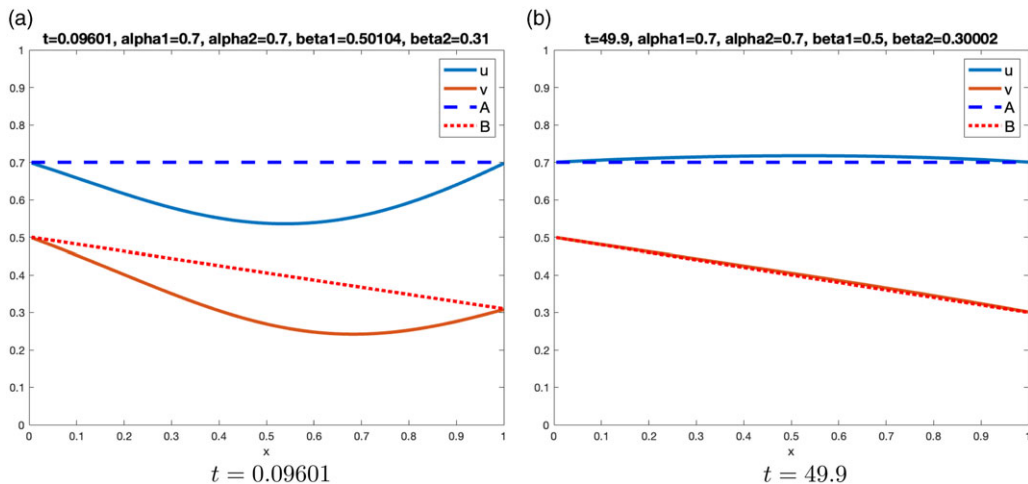 (a)
t=0.09601, alpha1=0.7, alpha2=0.7, beta1=0.50104, beta2=0.31
1
0.9
0.8
0.7
0.6
0.5
0.4
0.3
0.2
0.1
0
u
v
A
B
0 0.1 0.2 0.3 0.4 0.5 0.6 0.7 0.8 0.9 1
x
t = 0.09601
(b)
t=49.9, alpha1=0.7, alpha2=0.7, beta1=0.5, beta2=0.30002
1
0.9
0.8
0.7
0.6
0.5
0.4
0.3
0.2
0.1
0
u
v
A
B
0 0.1 0.2 0.3 0.4 0.5 0.6 0.7 0.8 0.9 1
x
t = 49.9